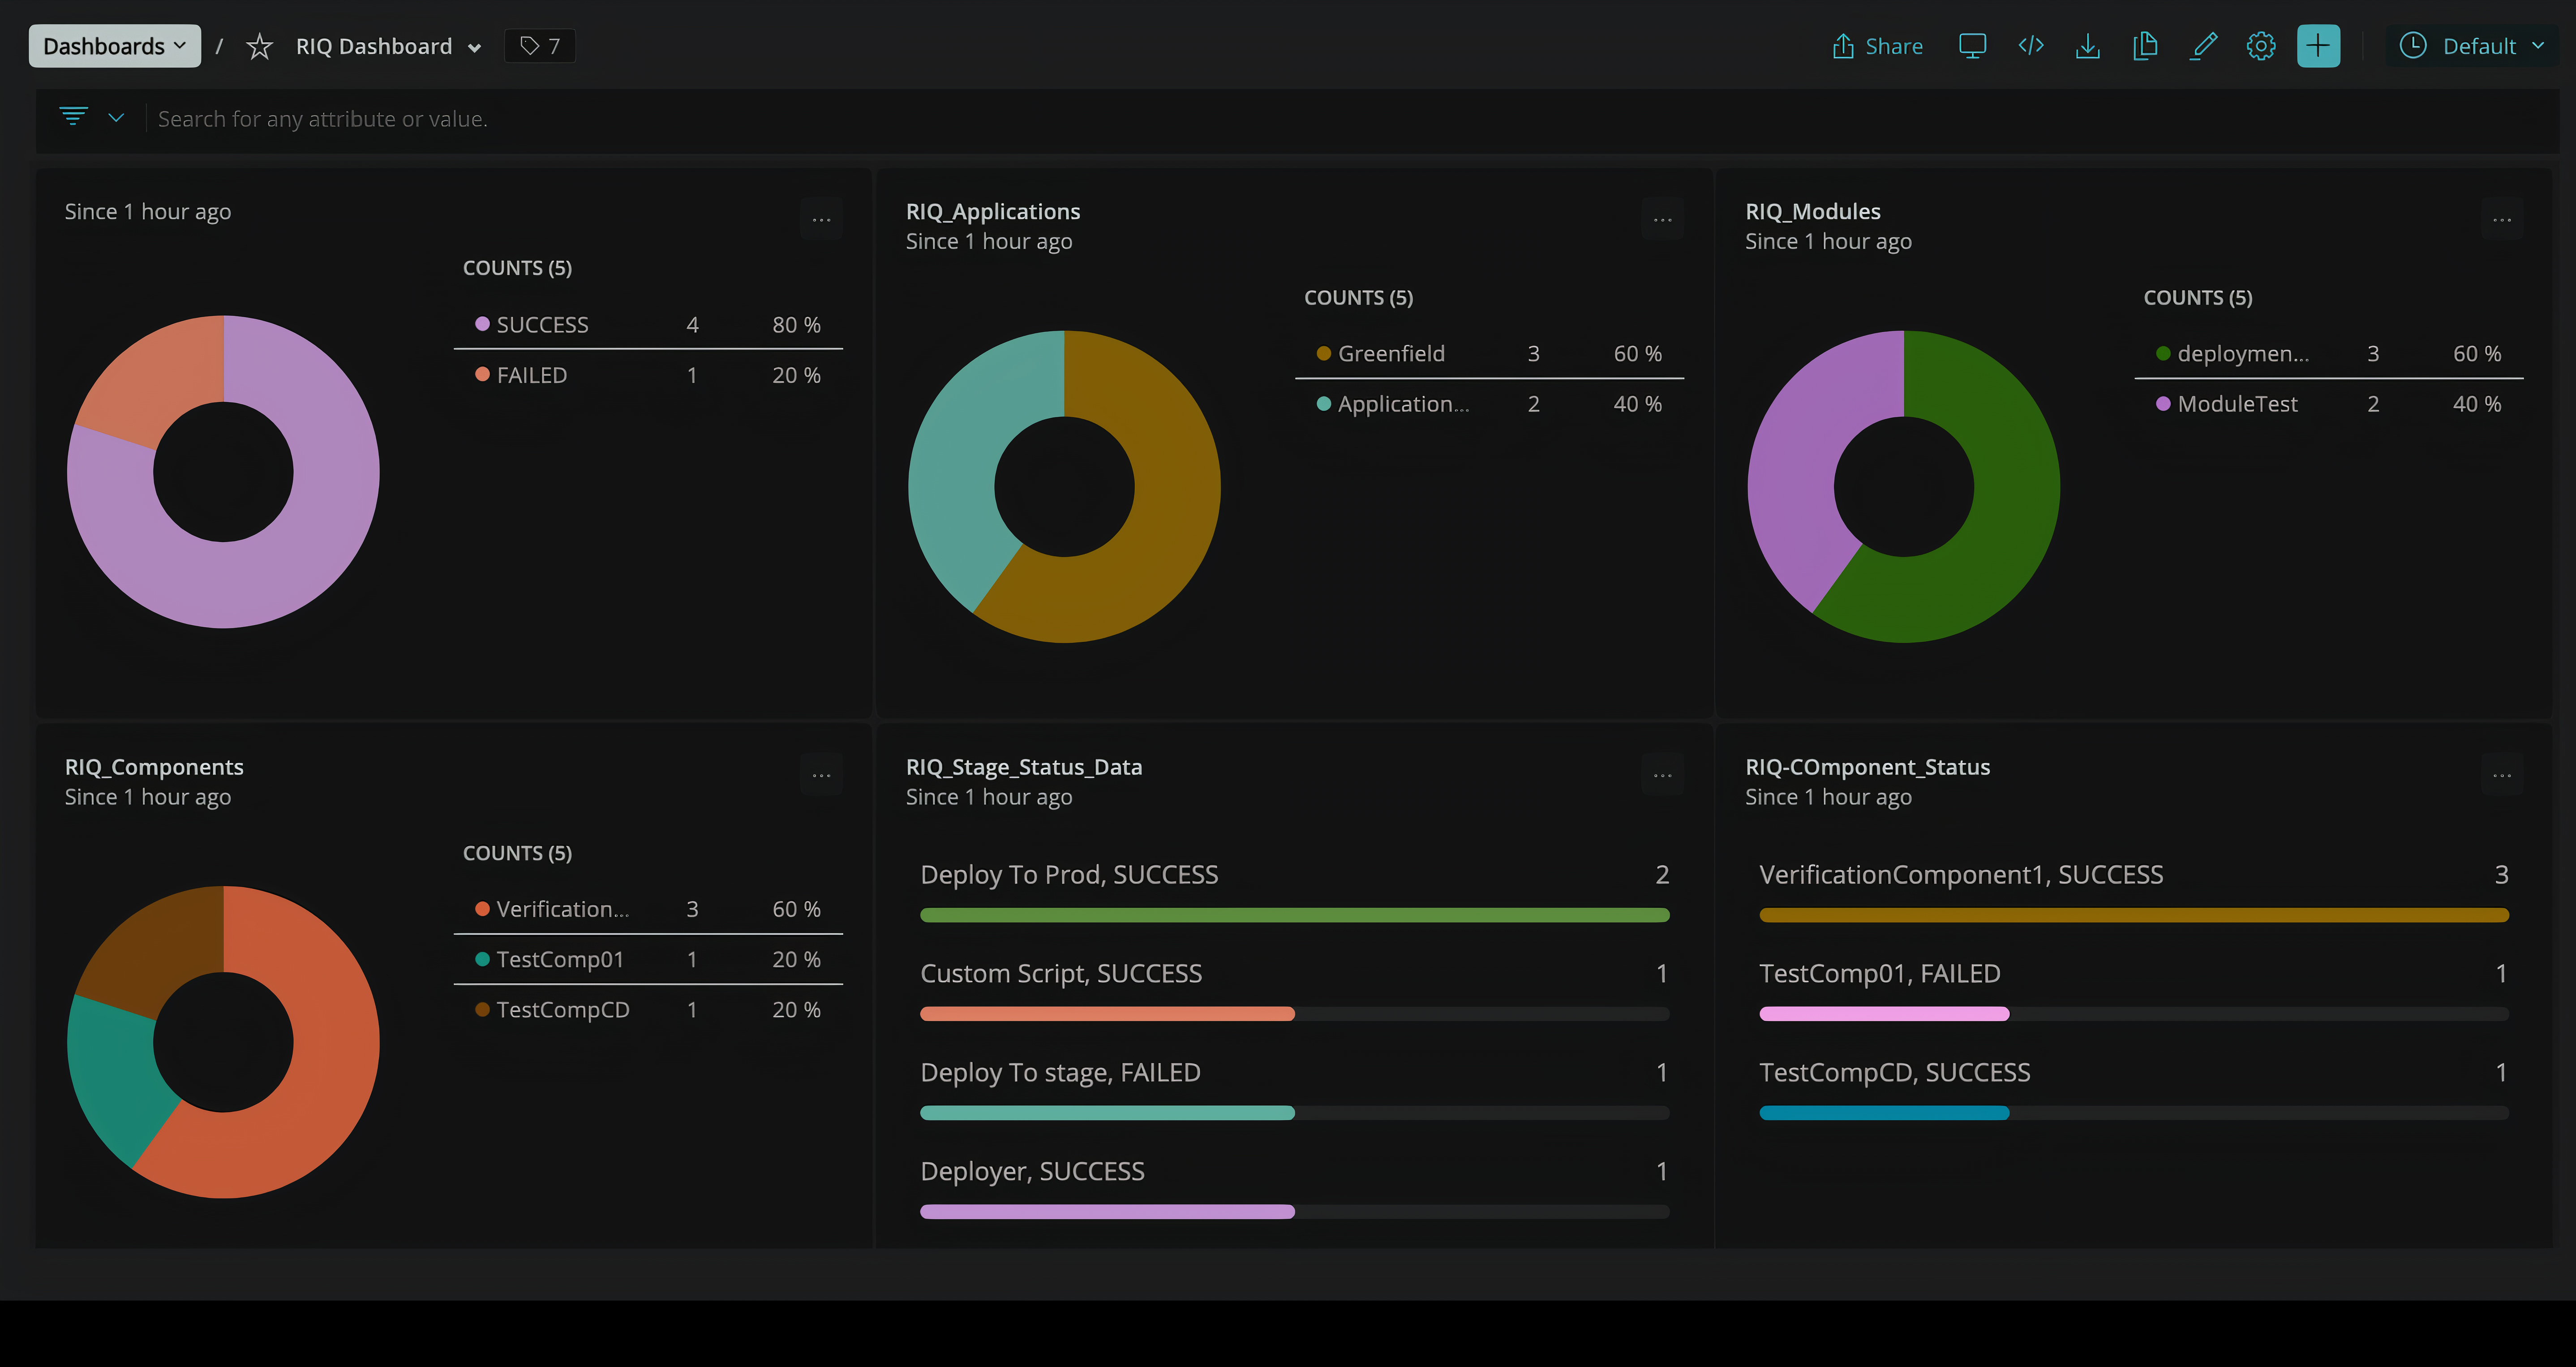 Dashboards / RIQ Dashboard 7 Share </> Default
Search for any attribute or value.
Since 1 hour ago
...
COUNTS (5)
SUCCESS 4 80 %
FAILED 1 20 %
RIQ_Applications
Since 1 hour ago
...
COUNTS (5)
Greenfield 3 60 %
Application... 2 40 %
RIQ_Modules
Since 1 hour ago
...
COUNTS (5)
deploymen... 3 60 %
ModuleTest 2 40 %
RIQ_Components
Since 1 hour ago
...
COUNTS (5)
Verification... 3 60 %
TestComp01 1 20 %
TestCompCD 1 20 %
RIQ_Stage_Status_Data
Since 1 hour ago
...
Deploy To Prod, SUCCESS 2
Custom Script, SUCCESS 1
Deploy To stage, FAILED 1
Deployer, SUCCESS 1
RIQ-COmponent_Status
Since 1 hour ago
...
VerificationComponent1, SUCCESS 3
TestComp01, FAILED 1
TestCompCD, SUCCESS 1